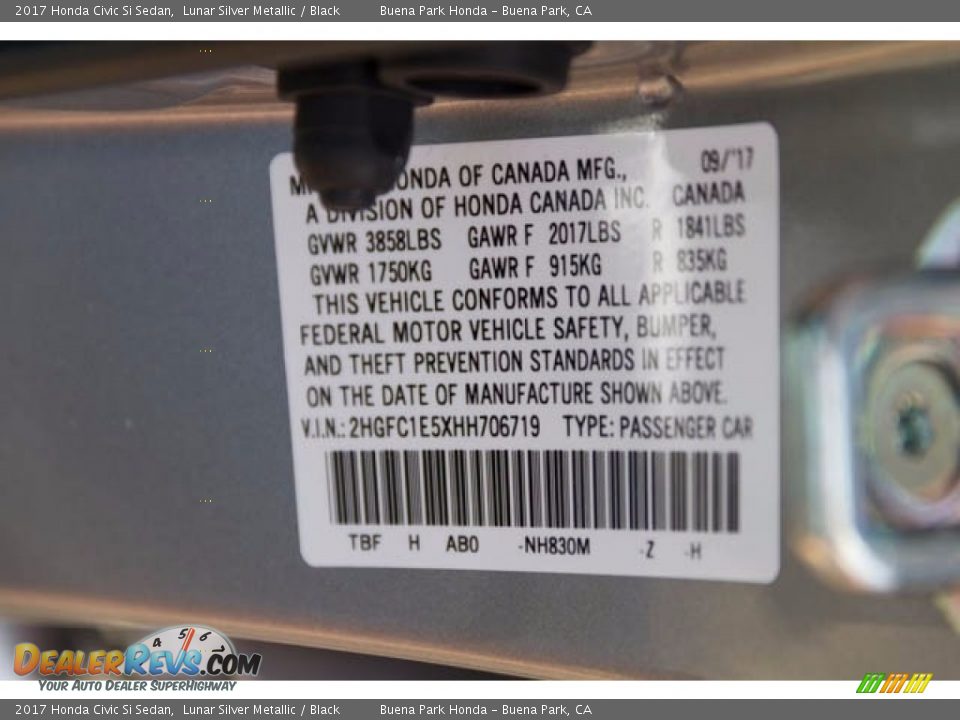 2017 Honda Civic Si Sedan, Lunar Silver Metallic / Black Buena Park Honda – Buena Park, CA
HONDA OF CANADA MFG., 09/'17
A DIVISION OF HONDA CANADA INC. CANADA
GVWR 3858LBS GAWR F 2017LBS R 1841LBS
GVWR 1750KG GAWR F 915KG R 835KG
THIS VEHICLE CONFORMS TO ALL APPLICABLE
FEDERAL MOTOR VEHICLE SAFETY, BUMPER,
AND THEFT PREVENTION STANDARDS IN EFFECT
ON THE DATE OF MANUFACTURE SHOWN ABOVE.
V.I.N.: 2HGFC1E5XHH706719 TYPE: PASSENGER CAR
TBF H AB0 -NH830M -Z -H
4 5 6
DEALERREVS.COM
YOUR AUTO DEALER SUPERHIGHWAY
2017 Honda Civic Si Sedan, Lunar Silver Metallic / Black Buena Park Honda – Buena Park, CA